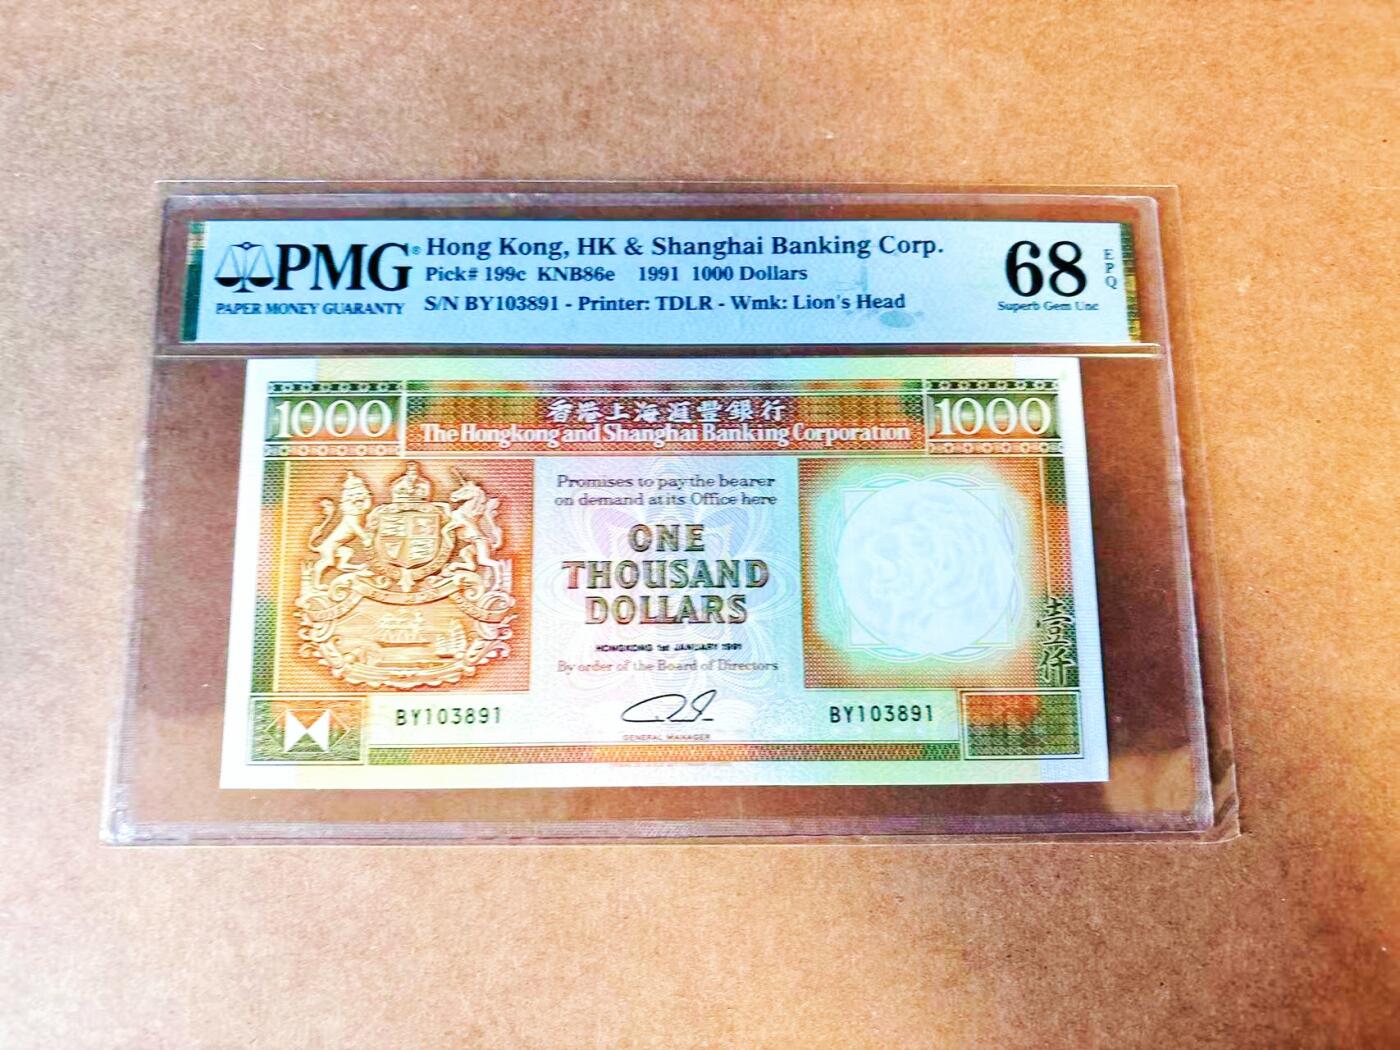 PMG®
PAPER MONEY GUARANTY
Hong Kong, HK & Shanghai Banking Corp.
Pick# 199c KNB86e 1991 1000 Dollars
S/N BY103891 - Printer: TDLR - Wmk: Lion's Head
68
EPQ
Superb Gem Unc
1000
香港上海滙豐銀行
The Hongkong and Shanghai Banking Corporation
1000
Promises to pay the bearer
on demand at its Office here
ONE
THOUSAND
DOLLARS
HONGKONG 1st JANUARY 1991
By order of the Board of Directors
壹仟
BY103891
BY103891
GENERAL MANAGER